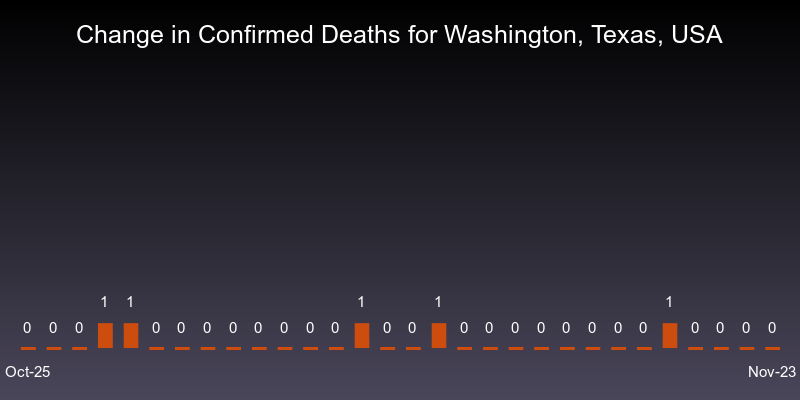 Change in Confirmed Deaths for Washington, Texas, USA
1 1 1 1 1
0 0 0 0 0 0 0 0 0 0 0 0 0 0 0 0 0 0 0 0 0 0 0 0 0
Oct-25 Nov-23